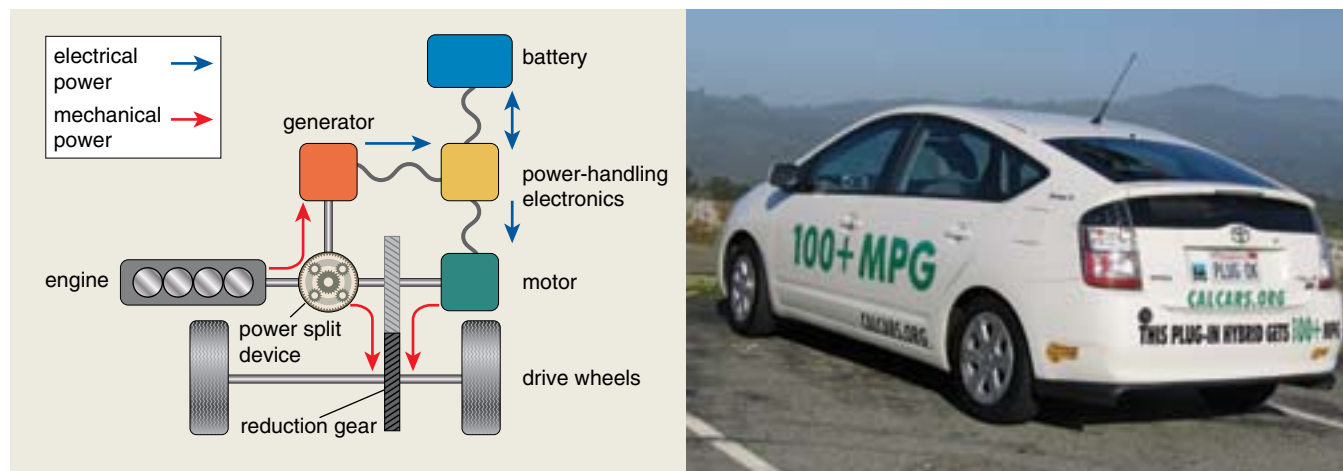 electrical
power
mechanical
power
battery
generator
power-handling
electronics
engine
motor
power split
device
drive wheels
reduction gear
100+ MPG
CALCARS.ORG
PLUG OK
CALCARS.ORG
THIS PLUG-IN HYBRID GETS 100+ MPG